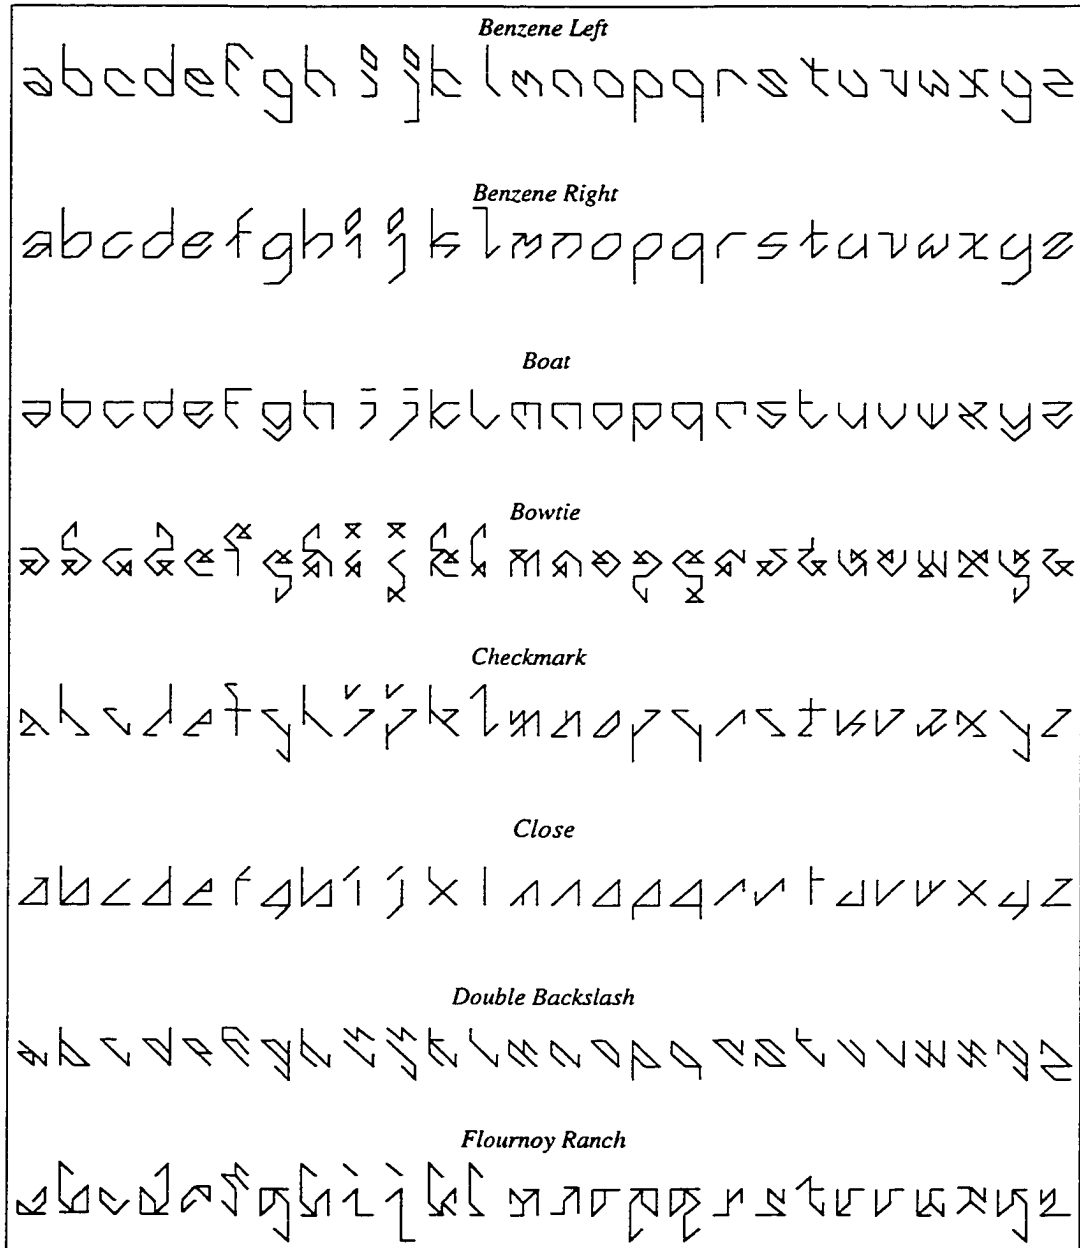 Benzene Left
abcdefghijklmnopqrstuvwxyz
Benzene Right
abcdefghijklmnopqrstuvwxyz
Boat
abcdefghijklmnopqrstuvwxyz
Bowtie
abcdefghijklmnopqrstuvwxyz
Checkmark
abcdefghijklmnopqrstuvwxyz
Close
abcdefghijklmnopqrstuvwxyz
Double Backslash
abcdefghijklmnopqrstuvwxyz
Flournoy Ranch
abcdefghijklmnopqrstuvwxyz